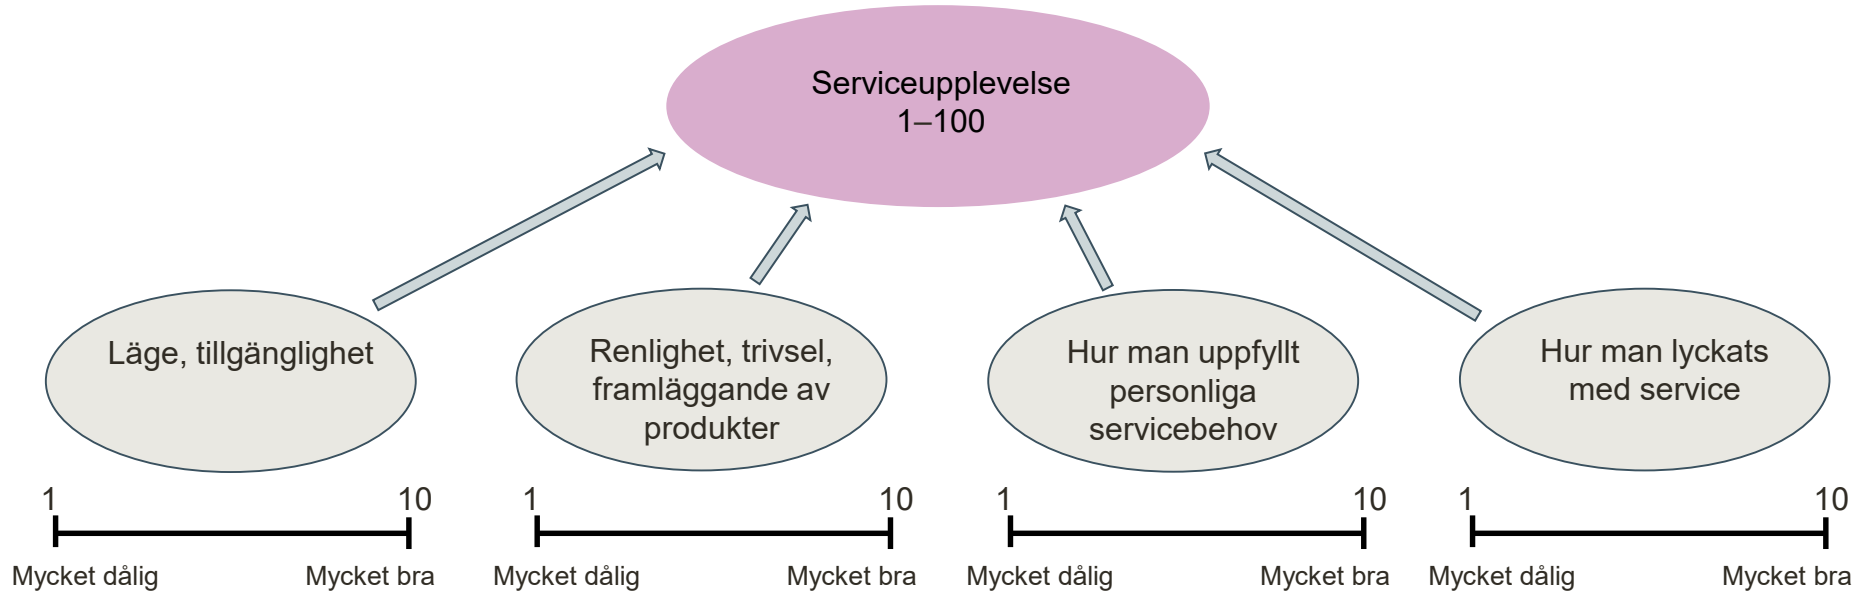 Serviceupplevelse
1–100
Läge, tillgänglighet
Renlighet, trivsel,
framläggande av
produkter
Hur man uppfyllt
personliga
servicebehov
Hur man lyckats
med service
1 10
1 10
1 10
1 10
Mycket dålig Mycket bra
Mycket dålig Mycket bra
Mycket dålig Mycket bra
Mycket dålig Mycket bra